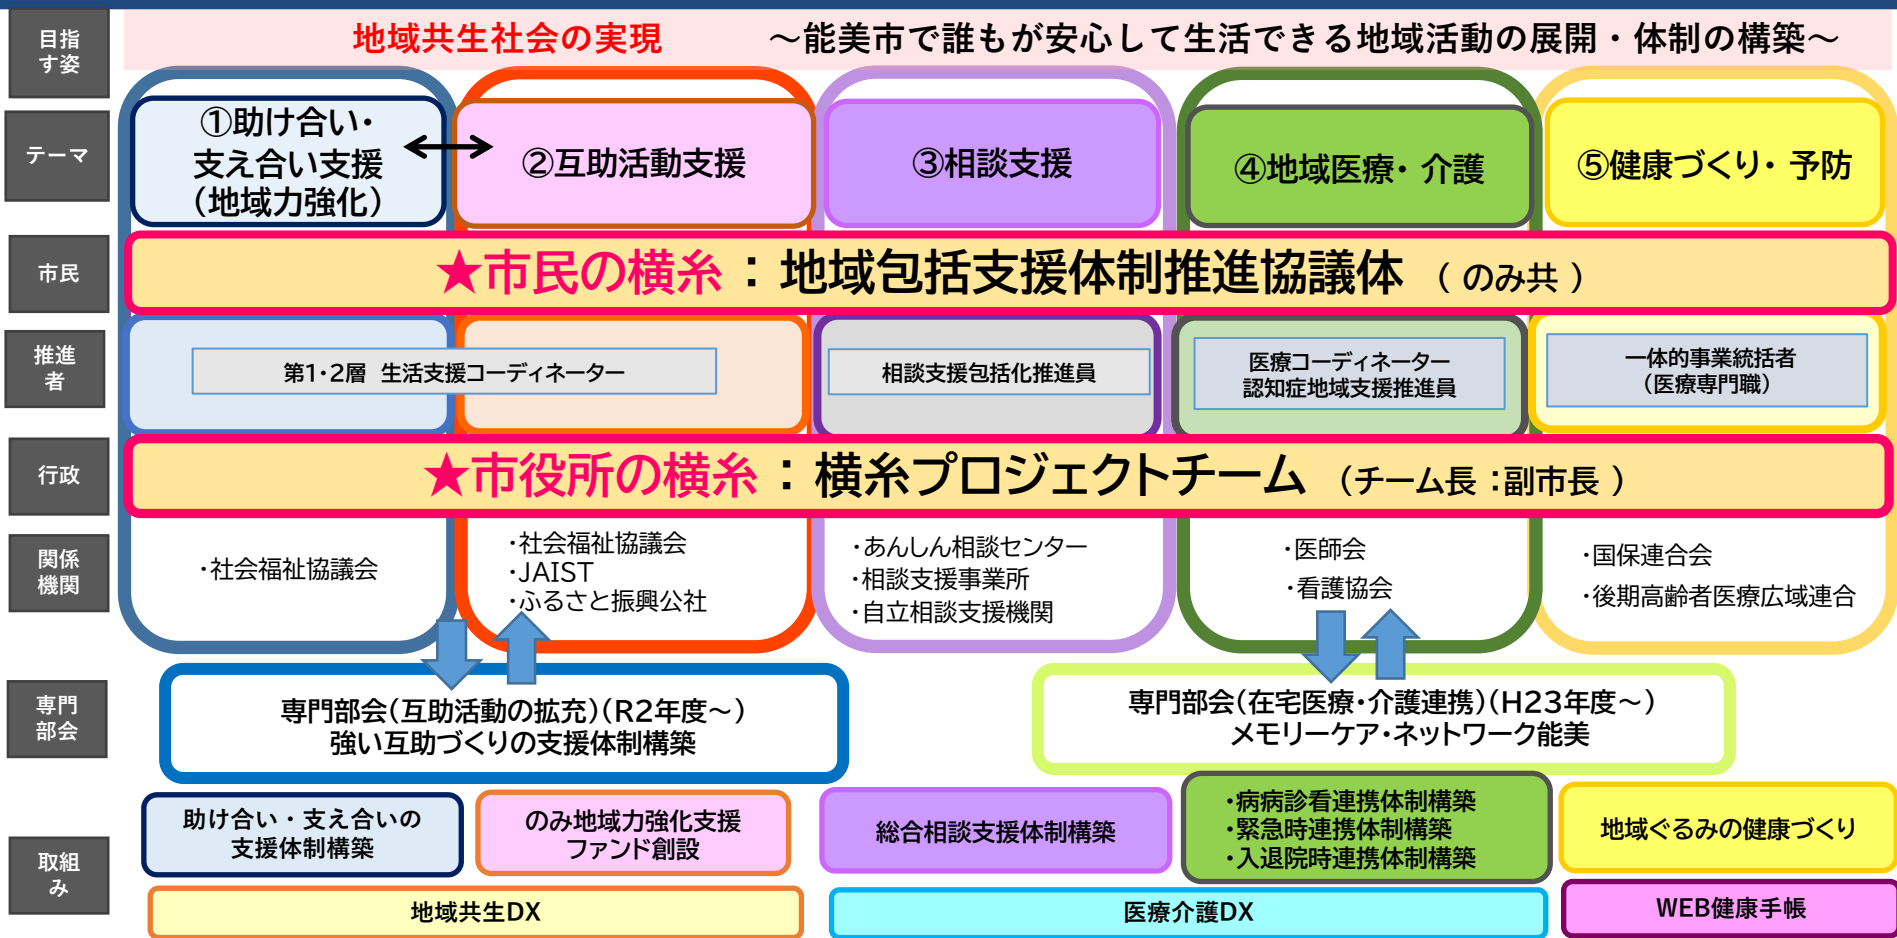 目指
す姿
地域共生社会の実現　　～能美市で誰もが安心して生活できる地域活動の展開・体制の構築～
テーマ
①助け合い・
支え合い支援
（地域力強化）
②互助活動支援
③相談支援
④地域医療・ 介護
⑤健康づくり・ 予防
市民
★市民の横糸：地域包括支援体制推進協議体 （ のみ共 ）
推進
者
第1・2層 生活支援コーディネーター
相談支援包括化推進員
医療コーディネーター
認知症地域支援推進員
一体的事業統括者
（医療専門職）
行政
★市役所の横糸：横糸プロジェクトチーム （チーム長：副市長 ）
関係
機関
・社会福祉協議会
・社会福祉協議会
・JAIST
・ふるさと振興公社
・あんしん相談センター
・相談支援事業所
・自立相談支援機関
・医師会
・看護協会
・国保連合会
・後期高齢者医療広域連合
専門
部会
専門部会（互助活動の拡充）（R2年度～）
強い互助づくりの支援体制構築
専門部会（在宅医療・介護連携）（H23年度～）
メモリーケア・ネットワーク能美
取組
み
助け合い・支え合いの
支援体制構築
のみ地域力強化支援
ファンド創設
総合相談支援体制構築
・病病診看連携体制構築
・緊急時連携体制構築
・入退院時連携体制構築
地域ぐるみの健康づくり
地域共生DX
医療介護DX
WEB健康手帳